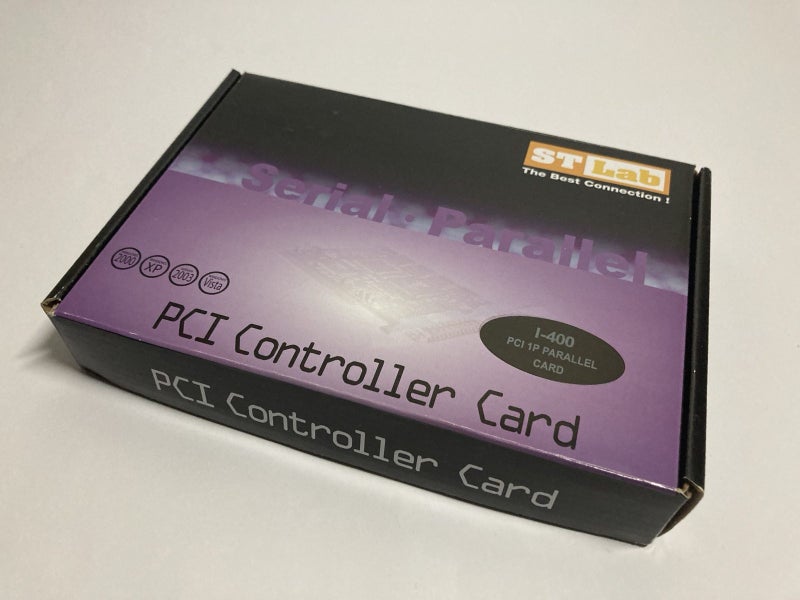 ST Lab
The Best Connection !
Serial & Parallel
2000
XP
2003
Vista
I-400
PCI 1P PARALLEL
CARD
PCI Controller Card
PCI Controller Card